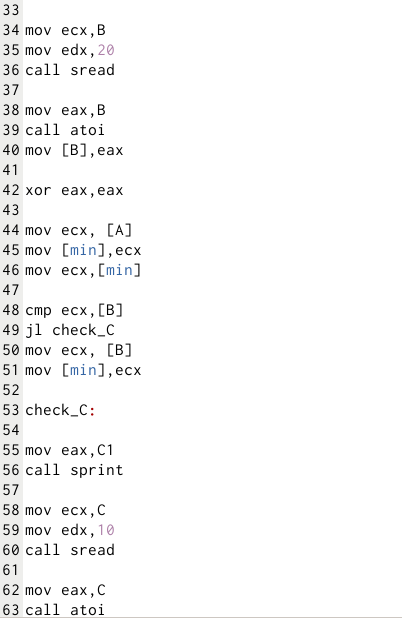 33
34 mov ecx,B
35 mov edx,20
36 call sread
37
38 mov eax,B
39 call atoi
40 mov [B],eax
41
42 xor eax,eax
43
44 mov ecx, [A]
45 mov [min],ecx
46 mov ecx,[min]
47
48 cmp ecx,[B]
49 jl check_C
50 mov ecx, [B]
51 mov [min],ecx
52
53 check_C:
54
55 mov eax,C1
56 call sprint
57
58 mov ecx,C
59 mov edx,10
60 call sread
61
62 mov eax,C
63 call atoi